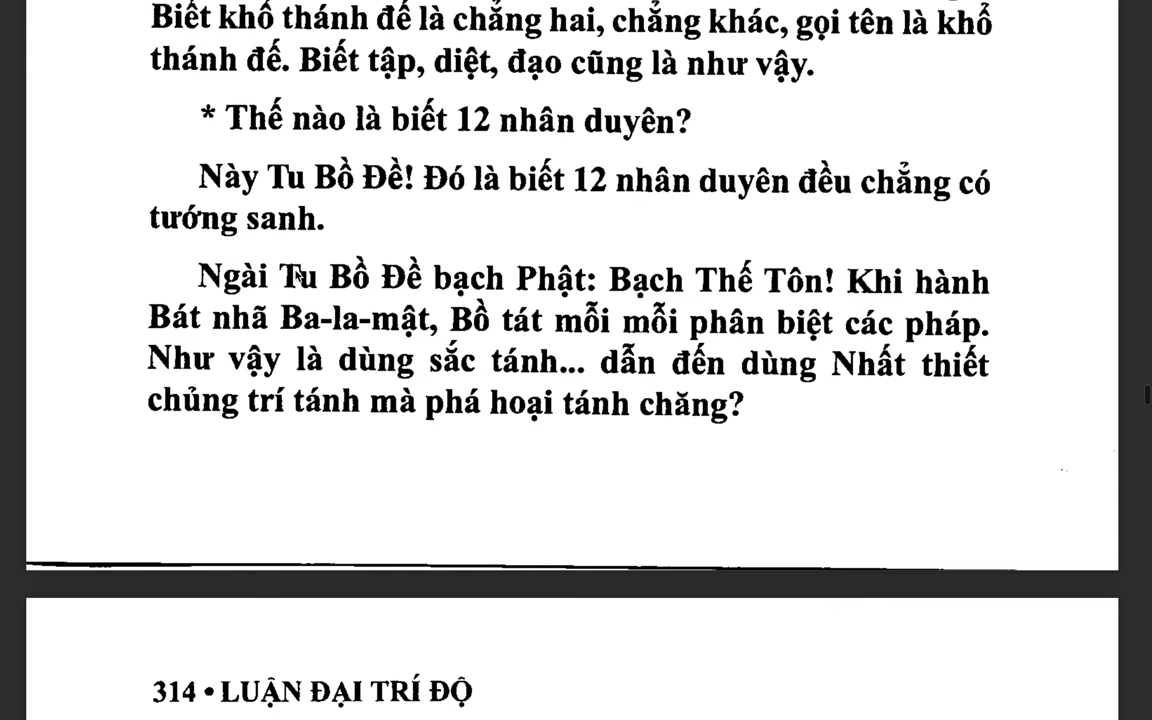 Biết khổ thánh đế là chẳng hai, chẳng khác, gọi tên là khổ
thánh đế. Biết tập, diệt, đạo cũng là như vậy.
* Thế nào là biết 12 nhân duyên?
Này Tu Bồ Đề! Đó là biết 12 nhân duyên đều chẳng có
tướng sanh.
Ngài Tu Bồ Đề bạch Phật: Bạch Thế Tôn! Khi hành
Bát nhã Ba-la-mật, Bồ tát mỗi mỗi phân biệt các pháp.
Như vậy là dùng sắc tánh... dẫn đến dùng Nhất thiết
chủng trí tánh mà phá hoại tánh chăng?
314 • LUẬN ĐẠI TRÍ ĐỘ